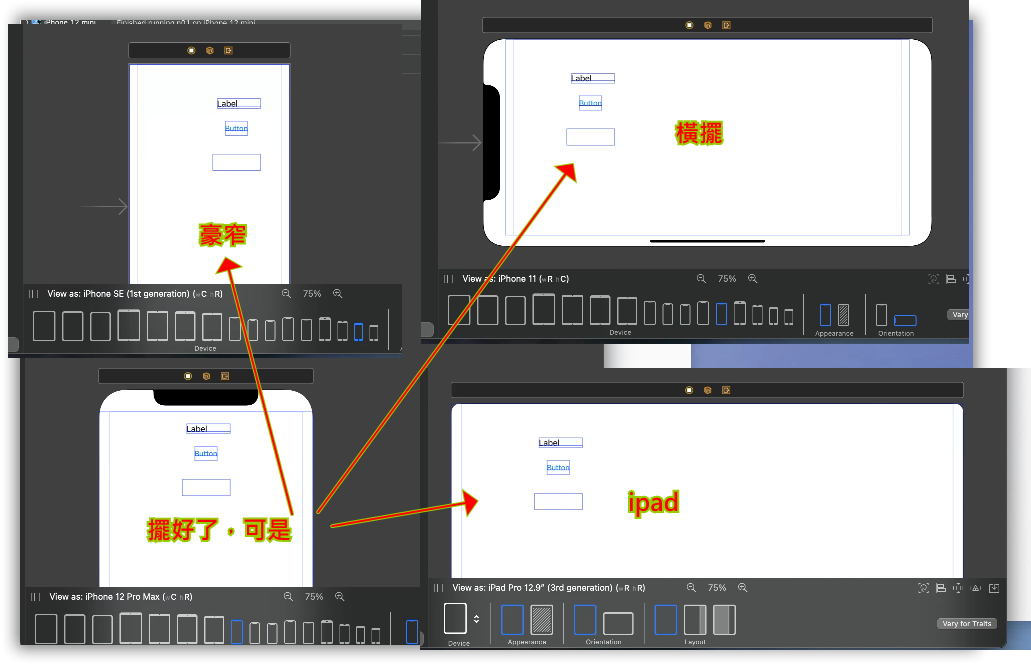 iPhone 12 mini
Finished running n01 on iPhone 12 mini
Label
Button
豪窄
View as: iPhone SE (1st generation) (wC hR)
75%
Device
Label
Button
橫擺
View as: iPhone 11 (wR hC)
75%
Device
Appearance
Orientation
Vary
Label
Button
擺好了，可是
View as: iPhone 12 Pro Max (wC hR)
75%
Label
Button
ipad
View as: iPad Pro 12.9" (3rd generation) (wR hR)
75%
Device
Appearance
Orientation
Layout
Vary for Traits